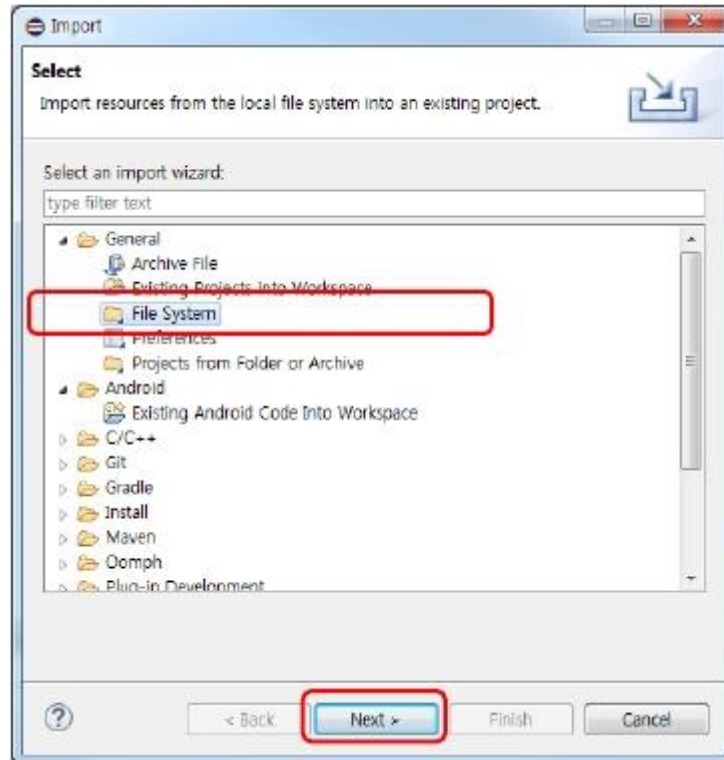 Import
Select
Import resources from the local file system into an existing project.
Select an import wizard:
type filter text
General
Archive File
Existing Projects into Workspace
File System
Preferences
Projects from Folder or Archive
Android
Existing Android Code Into Workspace
C/C++
Git
Gradle
Install
Maven
Oomph
Plug-in Development
? < Back Next > Finish Cancel